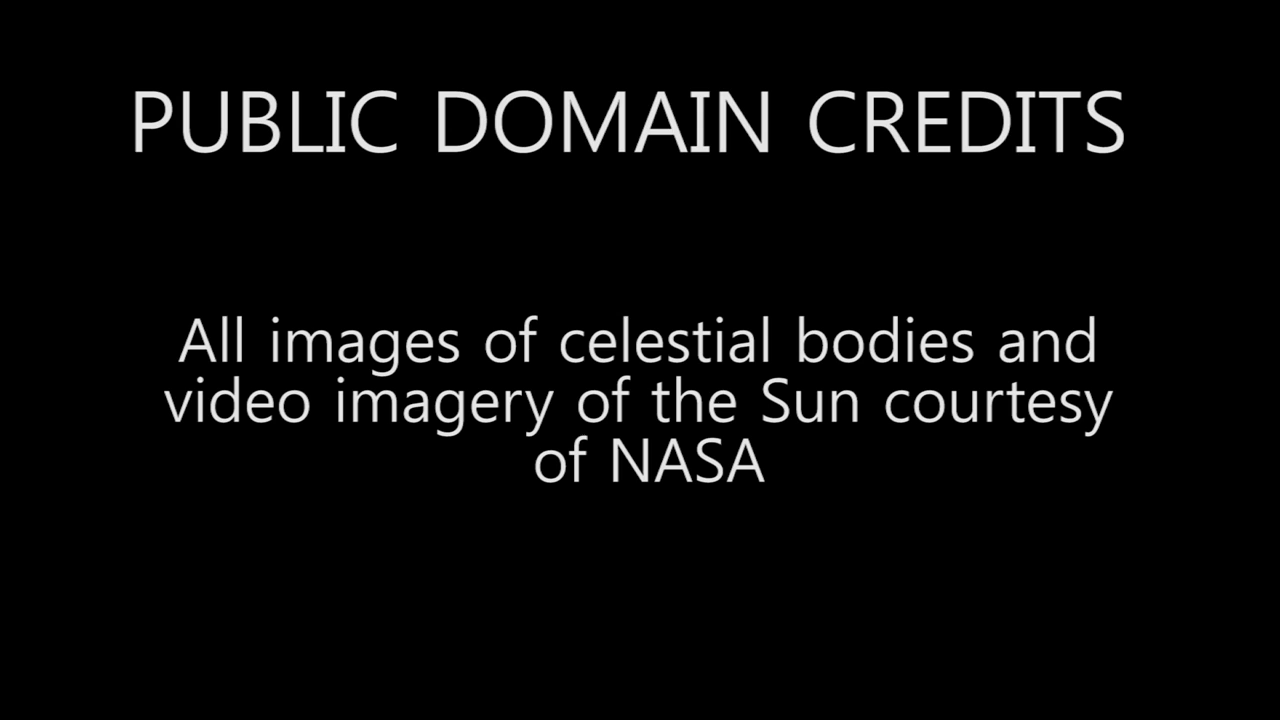 PUBLIC DOMAIN CREDITS
All images of celestial bodies and
video imagery of the Sun courtesy
of NASA